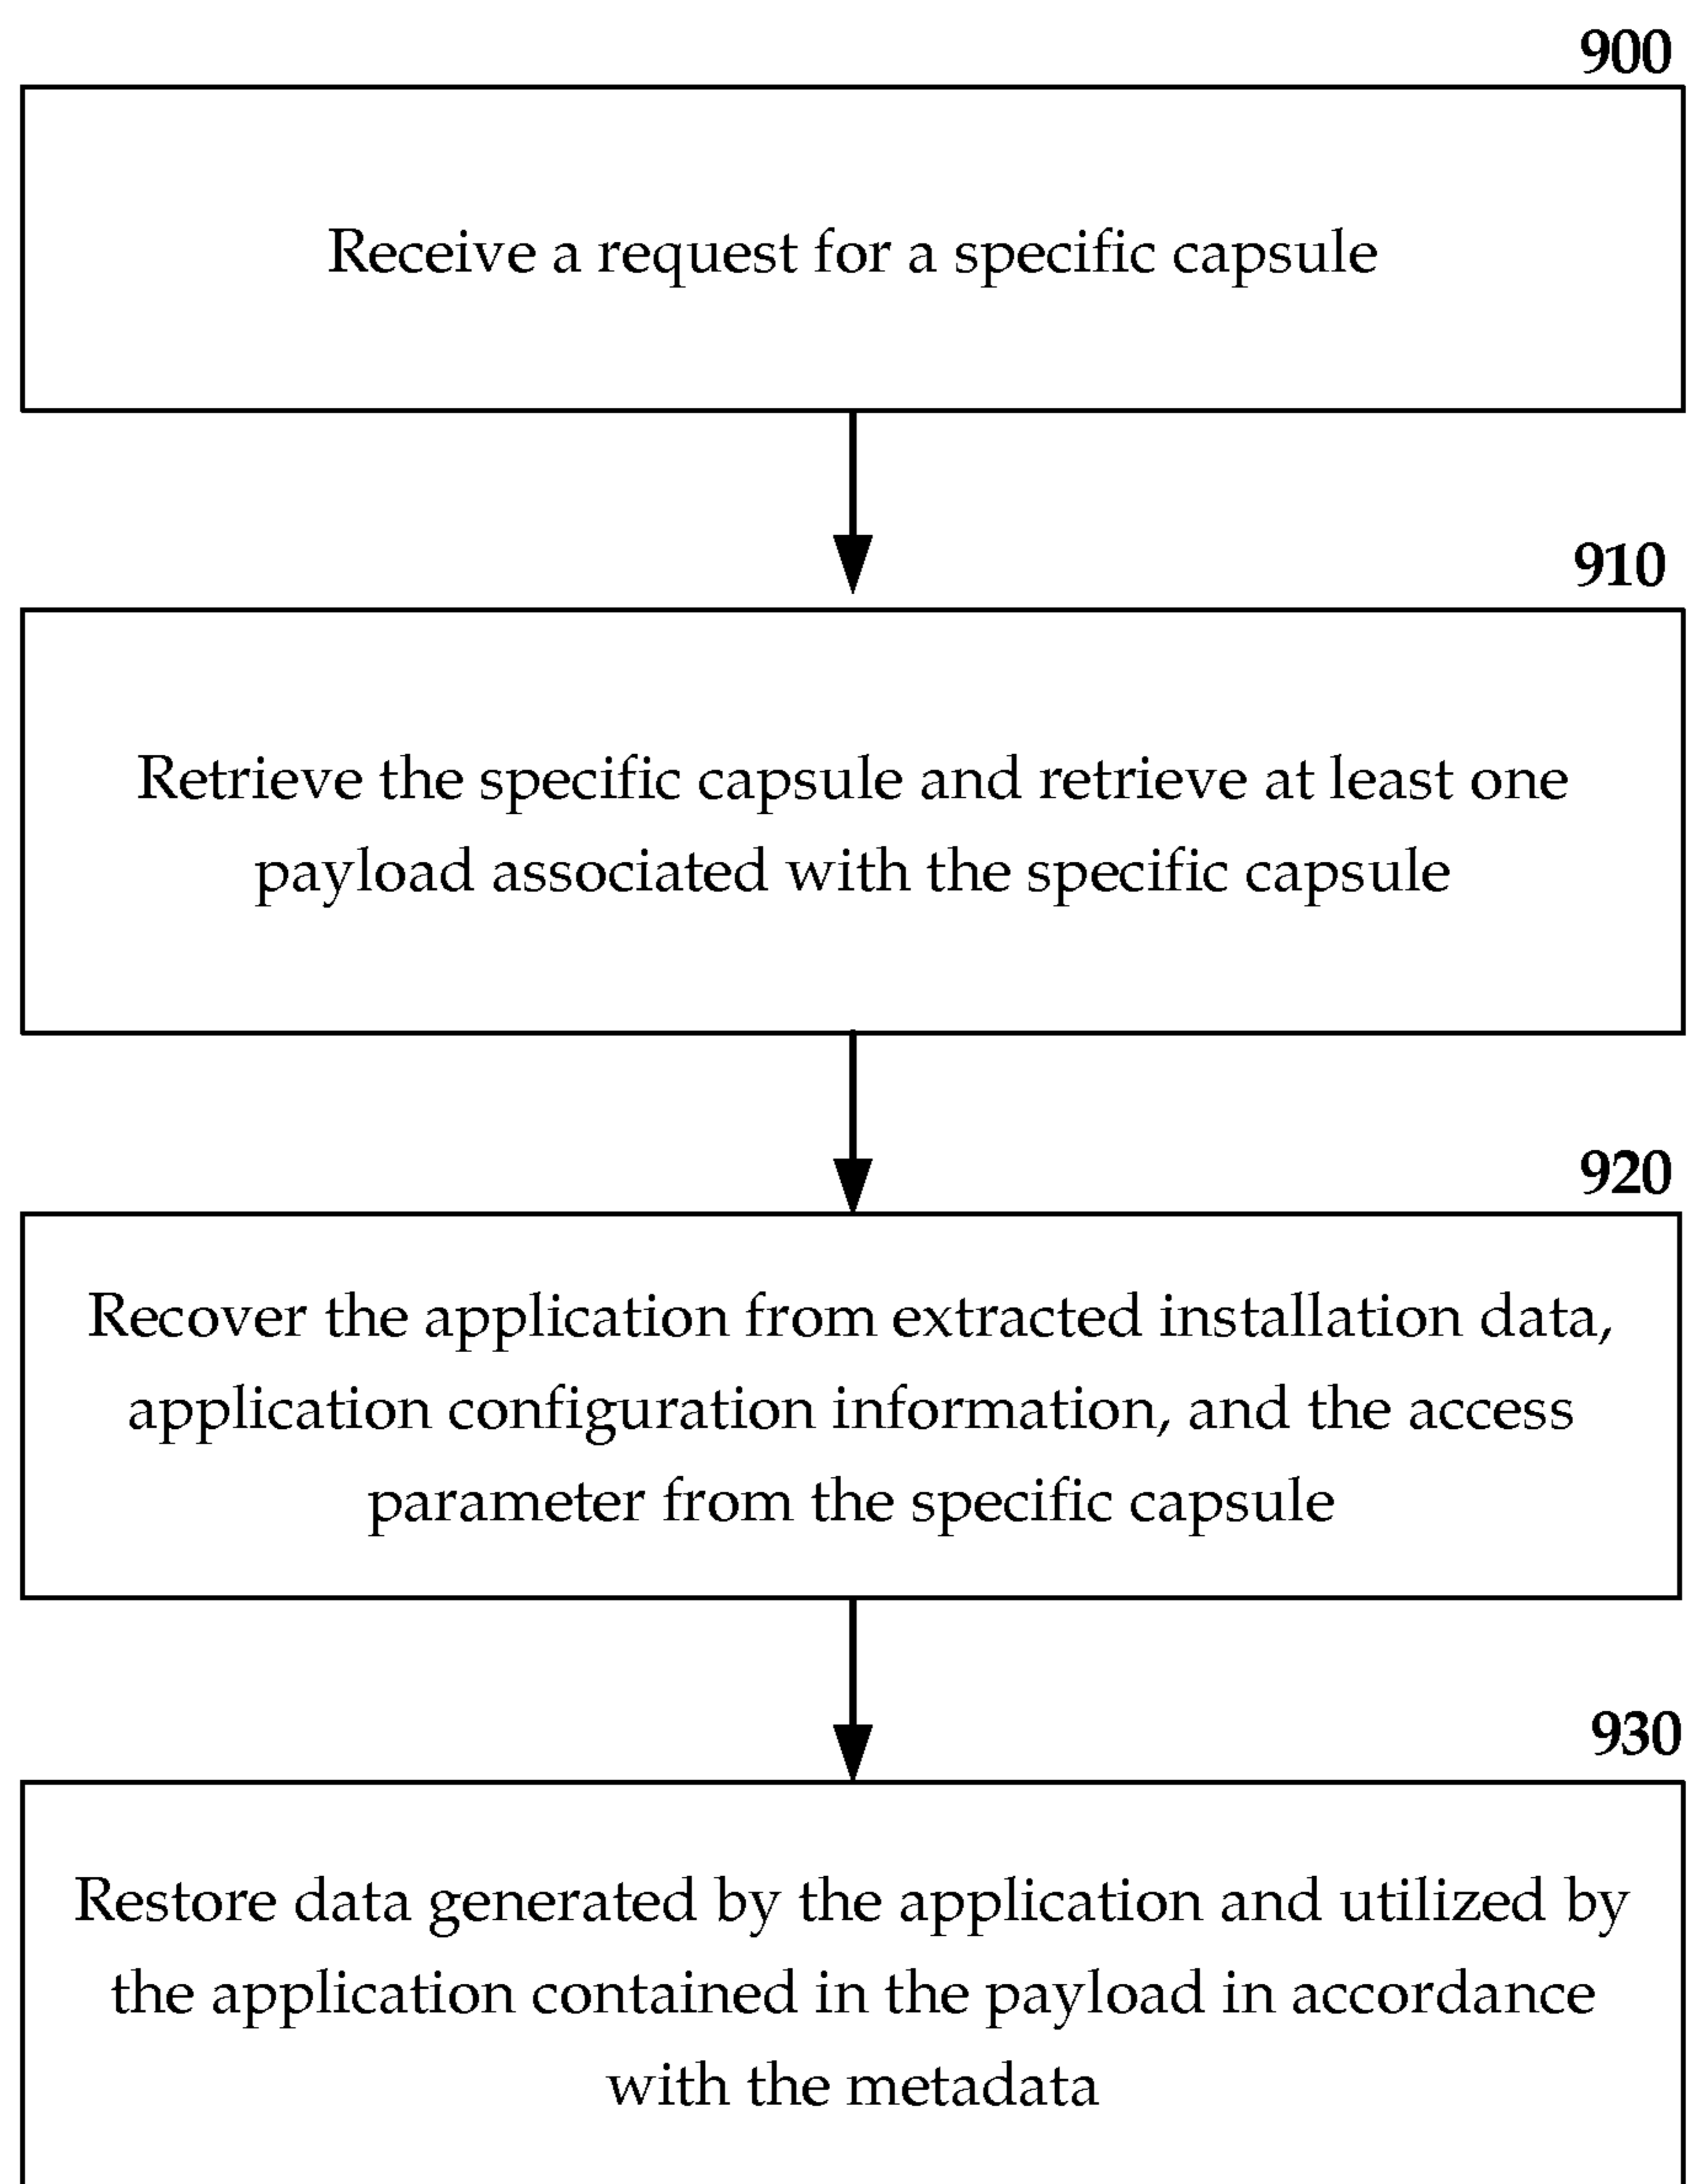 900
Receive a request for a specific capsule
910
Retrieve the specific capsule and retrieve at least one
payload associated with the specific capsule
920
Recover the application from extracted installation data,
application configuration information, and the access
parameter from the specific capsule
930
Restore data generated by the application and utilized by
the application contained in the payload in accordance
with the metadata